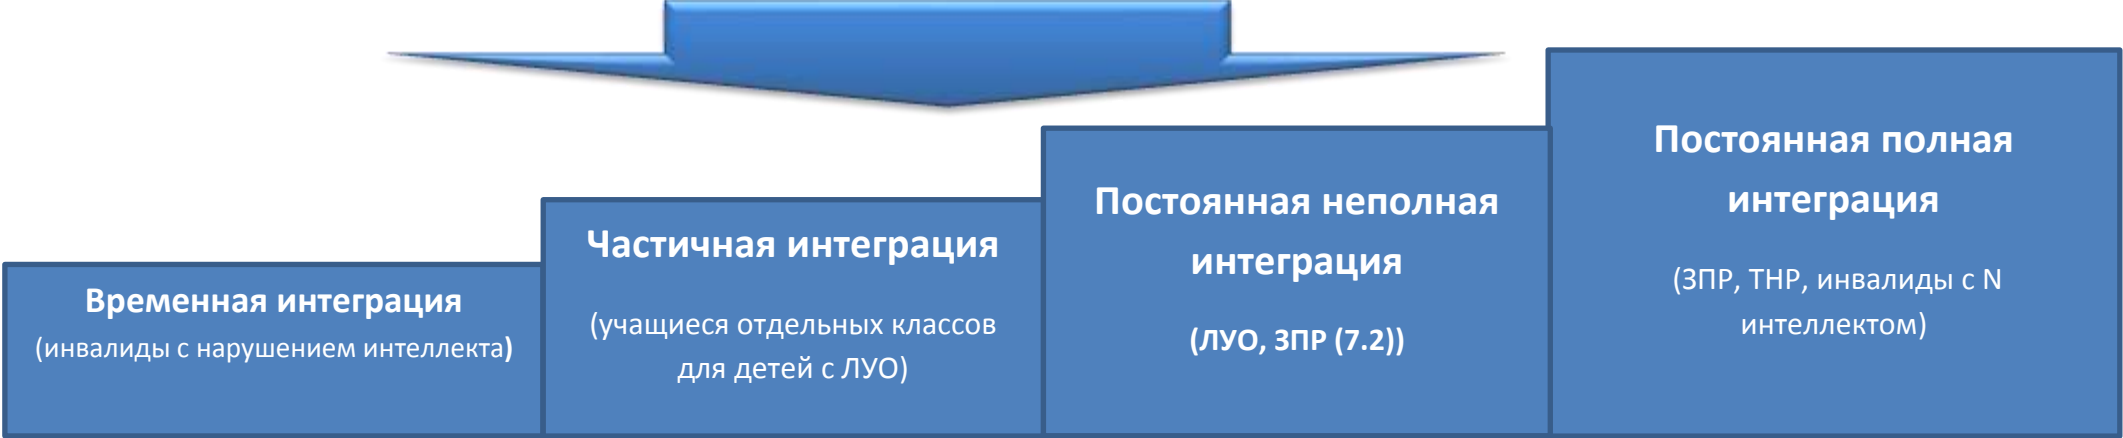 Временная интеграция
(инвалиды с нарушением интеллекта)
Частичная интеграция
(учащиеся отдельных классов
для детей с ЛУО)
Постоянная неполная
интеграция
(ЛУО, ЗПР (7.2))
Постоянная полная
интеграция
(ЗПР, ТНР, инвалиды с N
интеллектом)